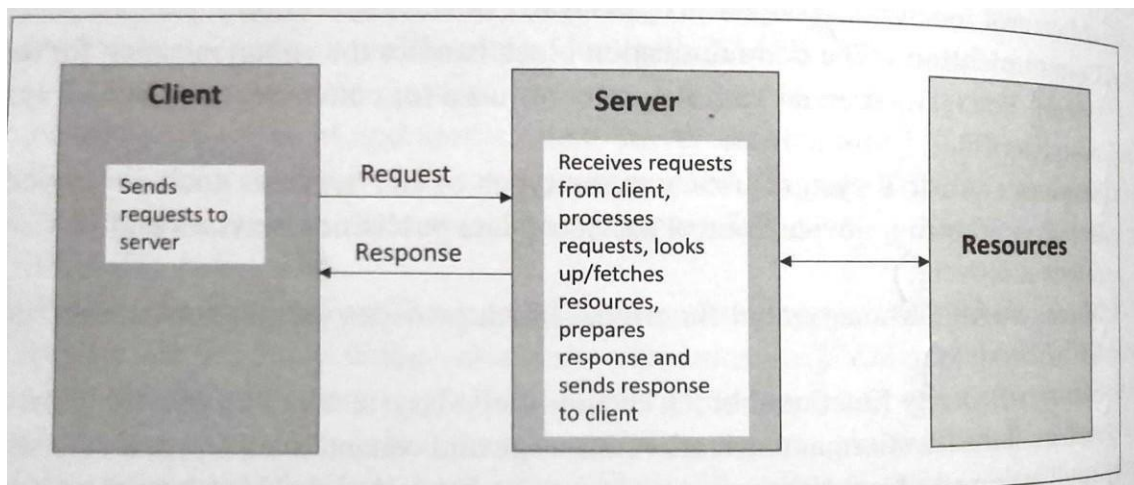 Client
Sends
requests to
server
Request
Response
Server
Receives requests
from client,
processes
requests, looks
up/fetches
resources,
prepares
response and
sends response
to client
Resources